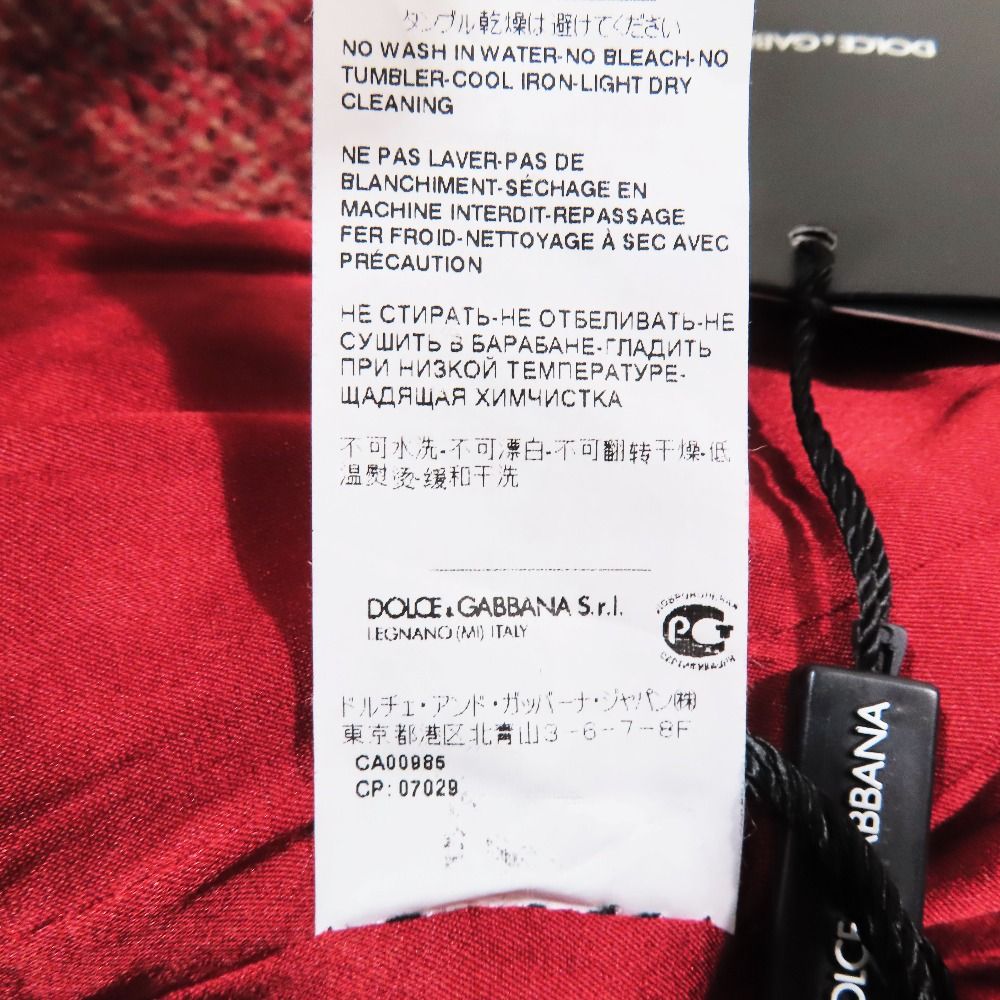 タンブル乾燥は避けてください
NO WASH IN WATER-NO BLEACH-NO
TUMBLER-COOL IRON-LIGHT DRY
CLEANING
NE PAS LAVER-PAS DE
BLANCHIMENT-SÉCHAGE EN
MACHINE INTERDIT-REPASSAGE
FER FROID-NETTOYAGE À SEC AVEC
PRÉCAUTION
НЕ СТИРАТЬ-НЕ ОТБЕЛИВАТЬ-НЕ
СУШИТЬ В БАРАБАНЕ-ГЛАДИТЬ
ПРИ НИЗКОЙ ТЕМПЕРАТУРЕ-
ЩАДЯЩАЯ ХИМЧИСТКА
不可水洗-不可漂白-不可翻转干燥-低
温熨烫-缓和干洗
DOLCE & GABBANA S.r.l.
LEGNANO (MI) ITALY
РСТ
ドルチェ・アンド・ガッバーナ・ジャパン(株)
東京都港区北青山3-6-7-8F
CA00985
CP: 07029
DOLCE & GABB
DOLCE
GABBANA